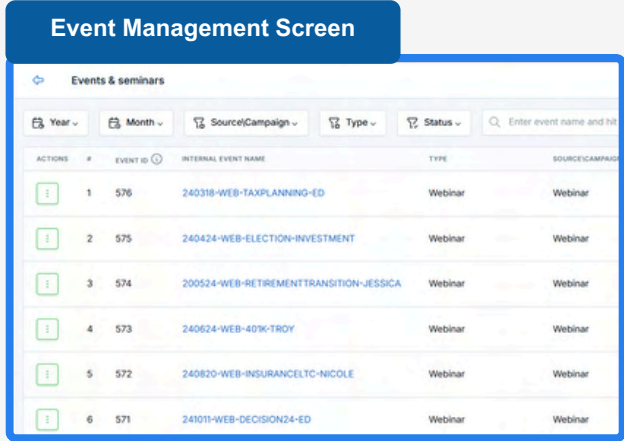 Event Management Screen
Events & seminars
Year Month Source\Campaign Type Status Enter event name and hit
ACTIONS # EVENT ID INTERNAL EVENT NAME TYPE SOURCE\CAMPAIGN
1 576 240318-WEB-TAXPLANNING-ED Webinar Webinar
2 575 240424-WEB-ELECTION-INVESTMENT Webinar Webinar
3 574 200524-WEB-RETIREMENTTRANSITION-JESSICA Webinar Webinar
4 573 240624-WEB-401K-TROY Webinar Webinar
5 572 240820-WEB-INSURANCELTC-NICOLE Webinar Webinar
6 571 241011-WEB-DECISION24-ED Webinar Webinar